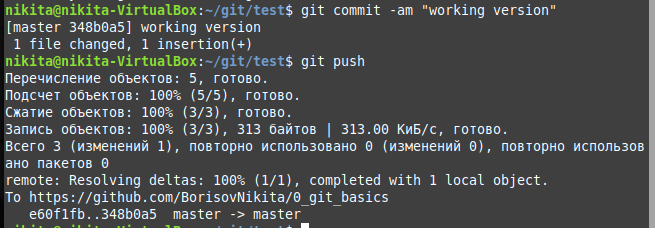 nikita@nikita-VirtualBox:~/git/test$ git commit -am "working version"
[master 348b0a5] working version
 1 file changed, 1 insertion(+)
nikita@nikita-VirtualBox:~/git/test$ git push
Перечисление объектов: 5, готово.
Подсчет объектов: 100% (5/5), готово.
Сжатие объектов: 100% (3/3), готово.
Запись объектов: 100% (3/3), 313 байтов | 313.00 КиБ/с, готово.
Всего 3 (изменений 1), повторно использовано 0 (изменений 0), повторно использов
ано пакетов 0
remote: Resolving deltas: 100% (1/1), completed with 1 local object.
To https://github.com/BorisovNikita/0_git_basics
   e60f1fb..348b0a5  master -> master